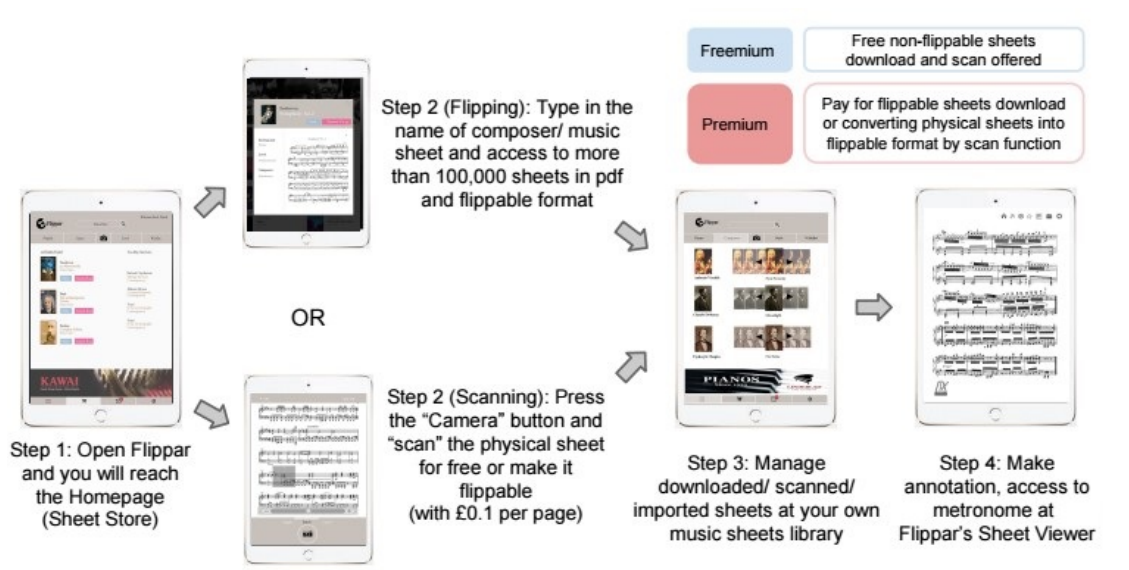 Freemium
Free non-flippable sheets
download and scan offered
Premium
Pay for flippable sheets download
or converting physical sheets into
flippable format by scan function
Step 2 (Flipping): Type in the
name of composer/ music
sheet and access to more
than 100,000 sheets in pdf
and flippable format
Flippar
KAWAI
OR
Step 1: Open Flippar
and you will reach
the Homepage
(Sheet Store)
Step 2 (Scanning): Press
the “Camera” button and
“scan” the physical sheet
for free or make it
flippable
(with £0.1 per page)
Flippar
PIANOS
Step 3: Manage
downloaded/ scanned/
imported sheets at your own
music sheets library
Step 4: Make
annotation, access to
metronome at
Flippar’s Sheet Viewer